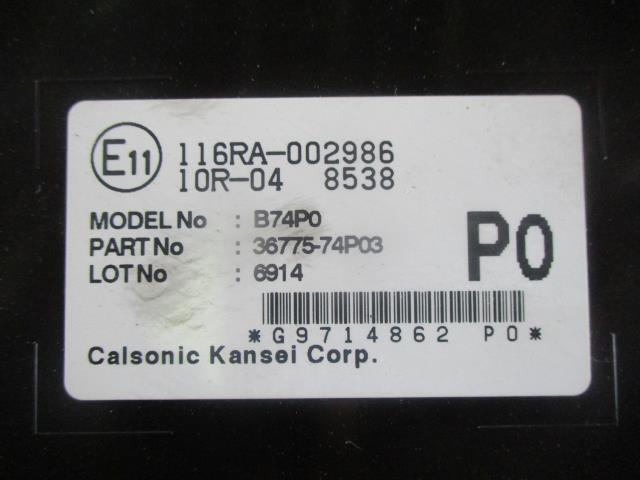 E11 116RA-002986
10R-04 8538
MODEL No : B74P0
PART No : 36775-74P03
LOT No : 6914
P0
*G9714862 P0*
Calsonic Kansei Corp.